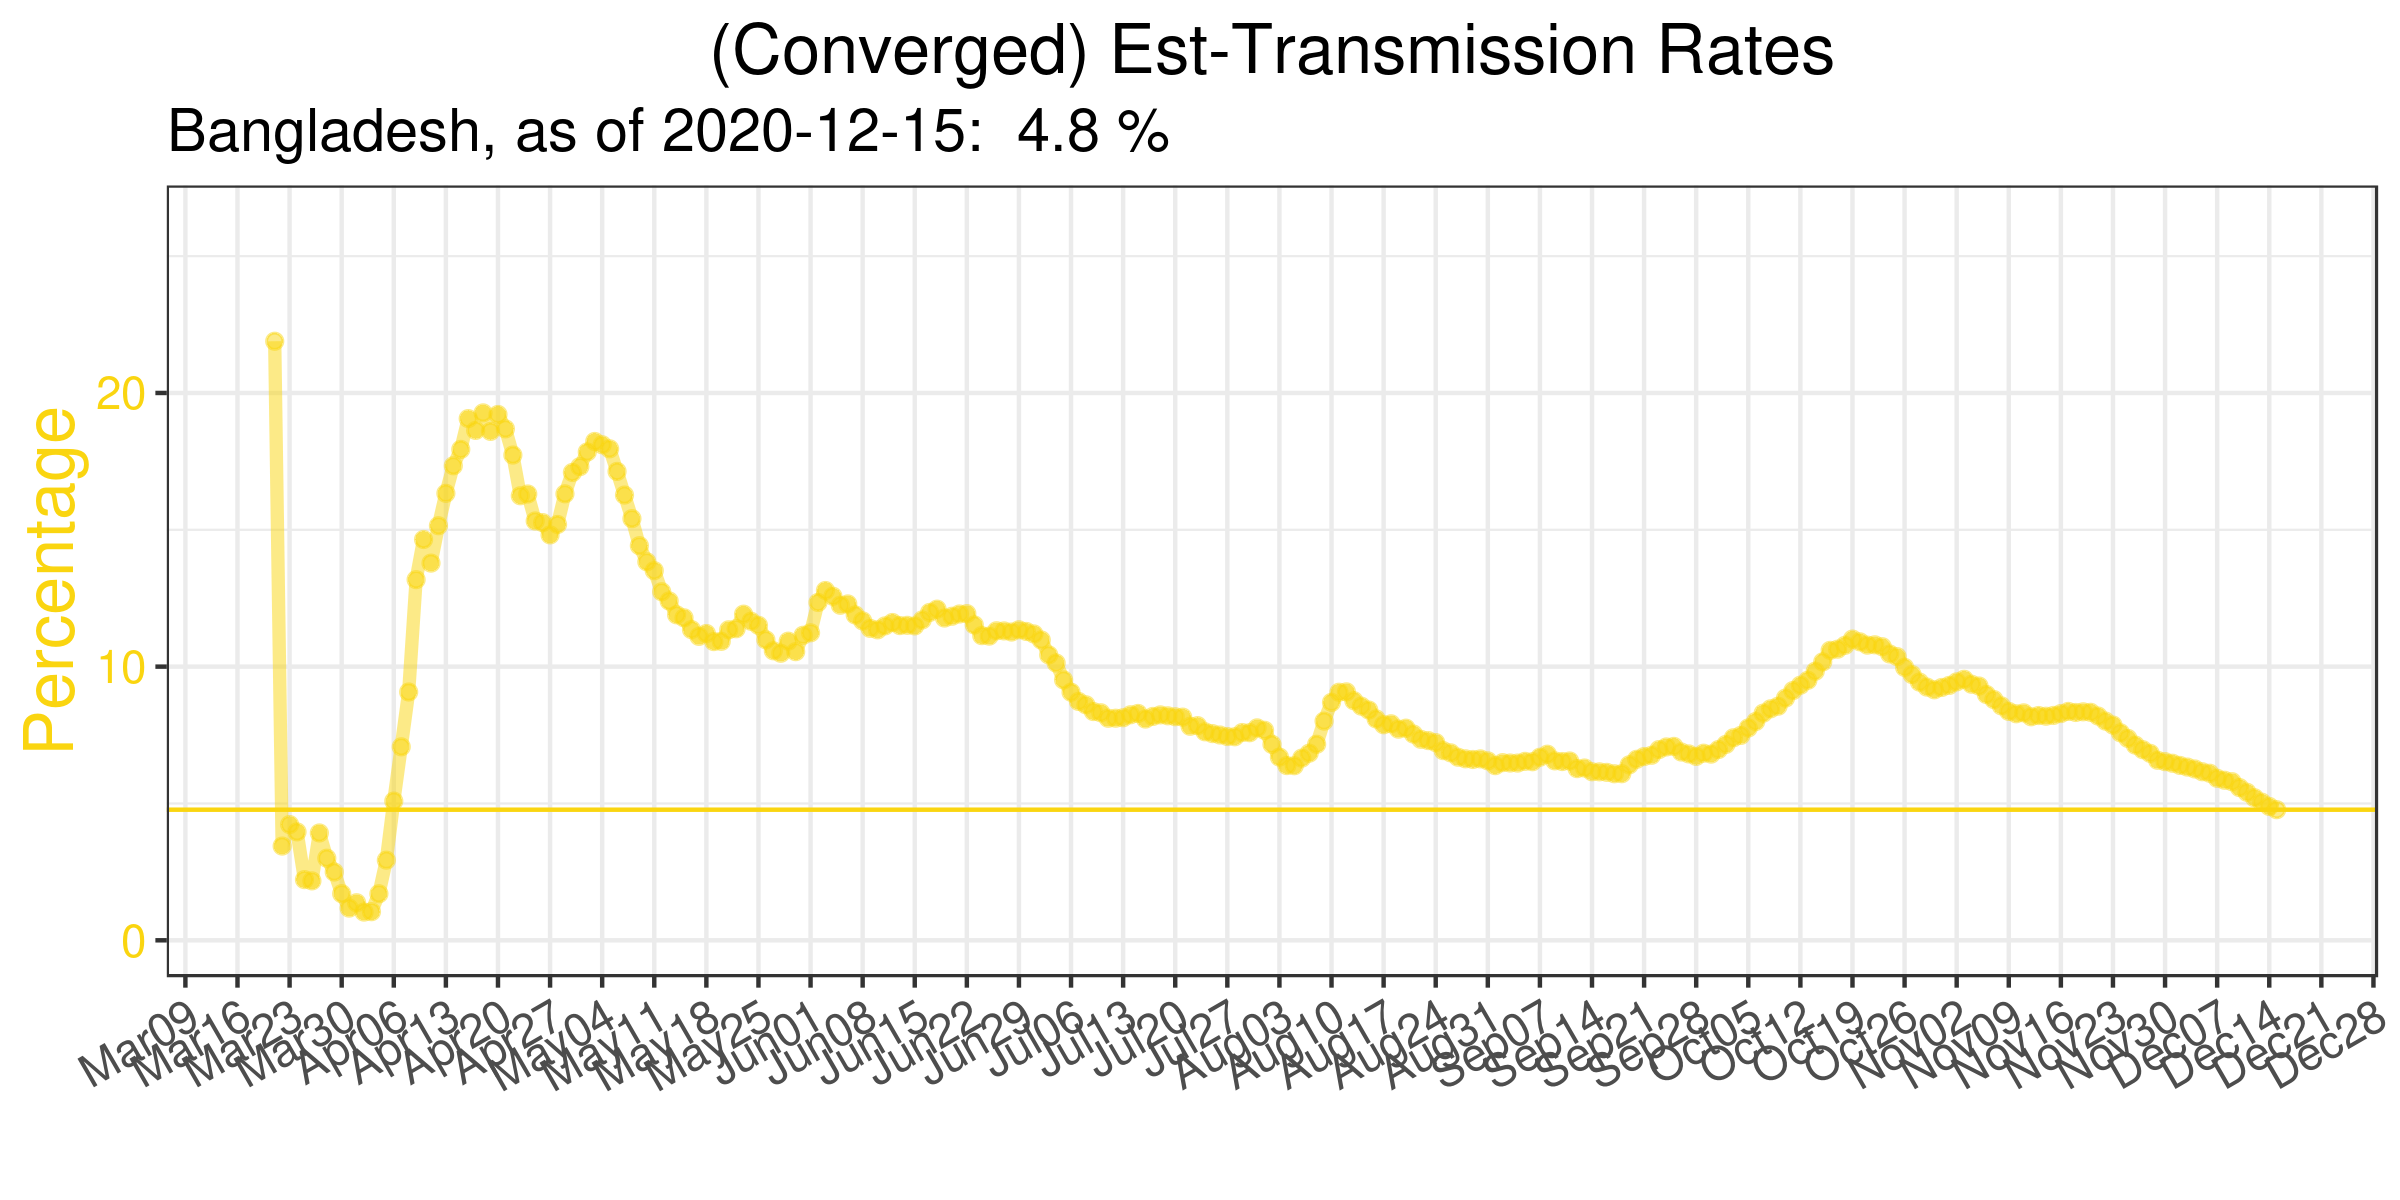 (Converged) Est-Transmission Rates
Bangladesh, as of 2020-12-15:  4.8 %
Percentage
20
10
0
Mar09
Mar16
Mar23
Mar30
Apr06
Apr13
Apr20
Apr27
May04
May11
May18
May25
Jun01
Jun08
Jun15
Jun22
Jun29
Jul06
Jul13
Jul20
Jul27
Aug03
Aug10
Aug17
Aug24
Aug31
Sep07
Sep14
Sep21
Sep28
Oct05
Oct12
Oct19
Oct26
Nov02
Nov09
Nov16
Nov23
Nov30
Dec07
Dec14
Dec21
Dec28